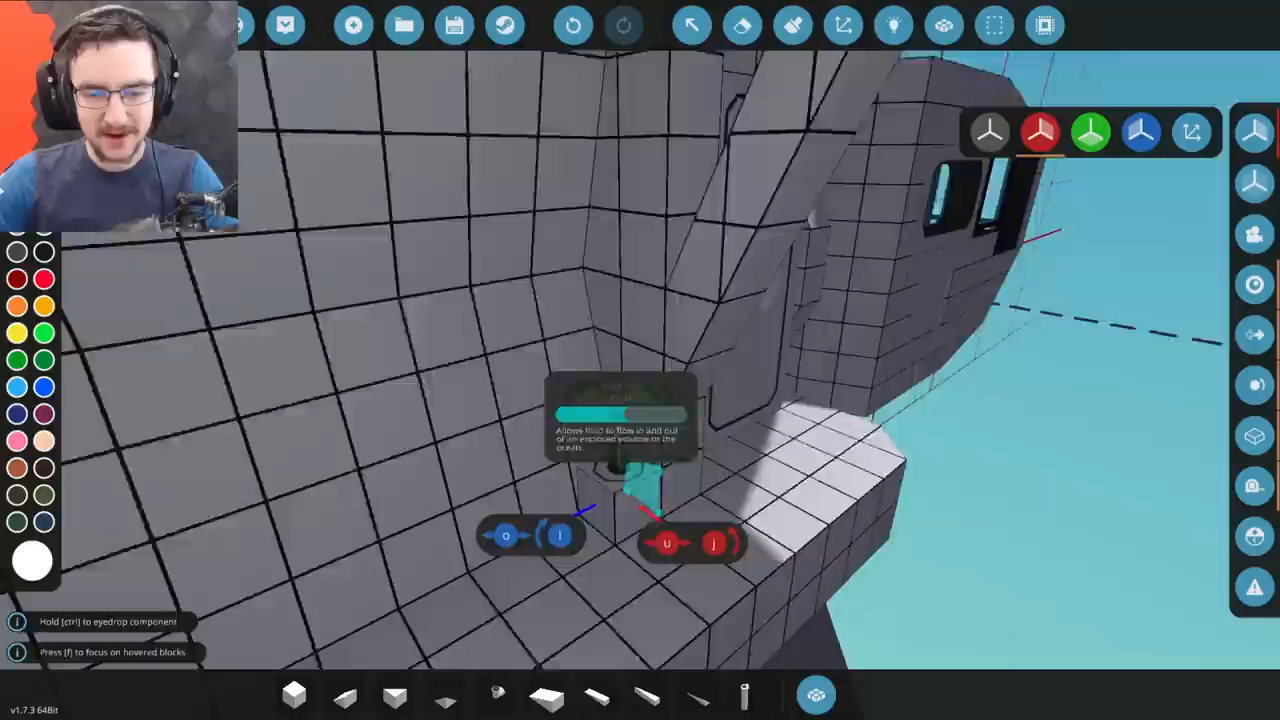 Allows fluid to flow in and out
of an enclosed volume or the
ocean.
o l
u j
Hold [ctrl] to eyedrop component
Press [f] to focus on hovered blocks
v1.7.3 64Bit